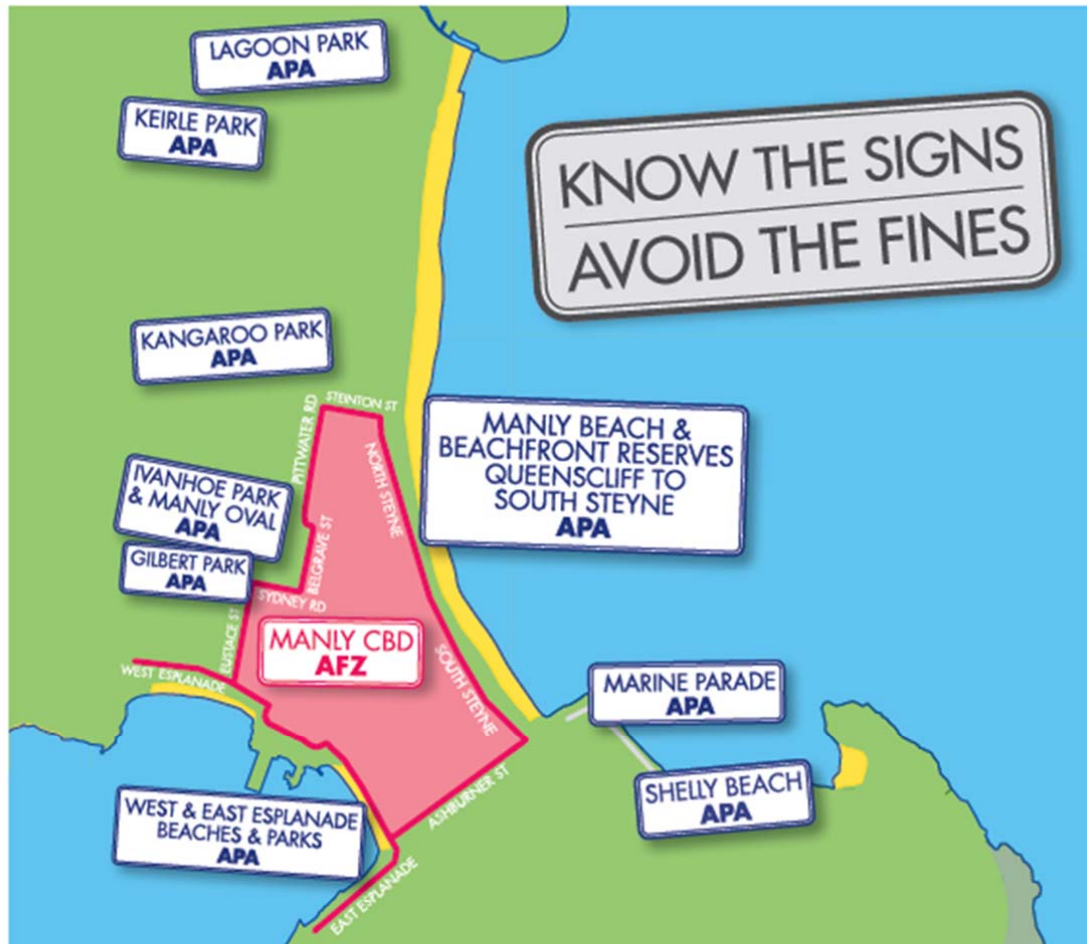 LAGOON PARK
APA
KEIRLE PARK
APA
KNOW THE SIGNS
AVOID THE FINES
KANGAROO PARK
APA
STEINTON ST
PITTWATER RD
NORTH STEYNE
MANLY BEACH &
BEACHFRONT RESERVES
QUEENSCLIFF TO
SOUTH STEYNE
APA
IVANHOE PARK
& MANLY OVAL
APA
GILBERT PARK
APA
BELGRAVE ST
SYDNEY RD
EUSTACE ST
MANLY CBD
AFZ
WEST ESPLANADE
SOUTH STEYNE
MARINE PARADE
APA
SHELLY BEACH
APA
ASHBURNER ST
WEST & EAST ESPLANADE
BEACHES & PARKS
APA
EAST ESPLANADE